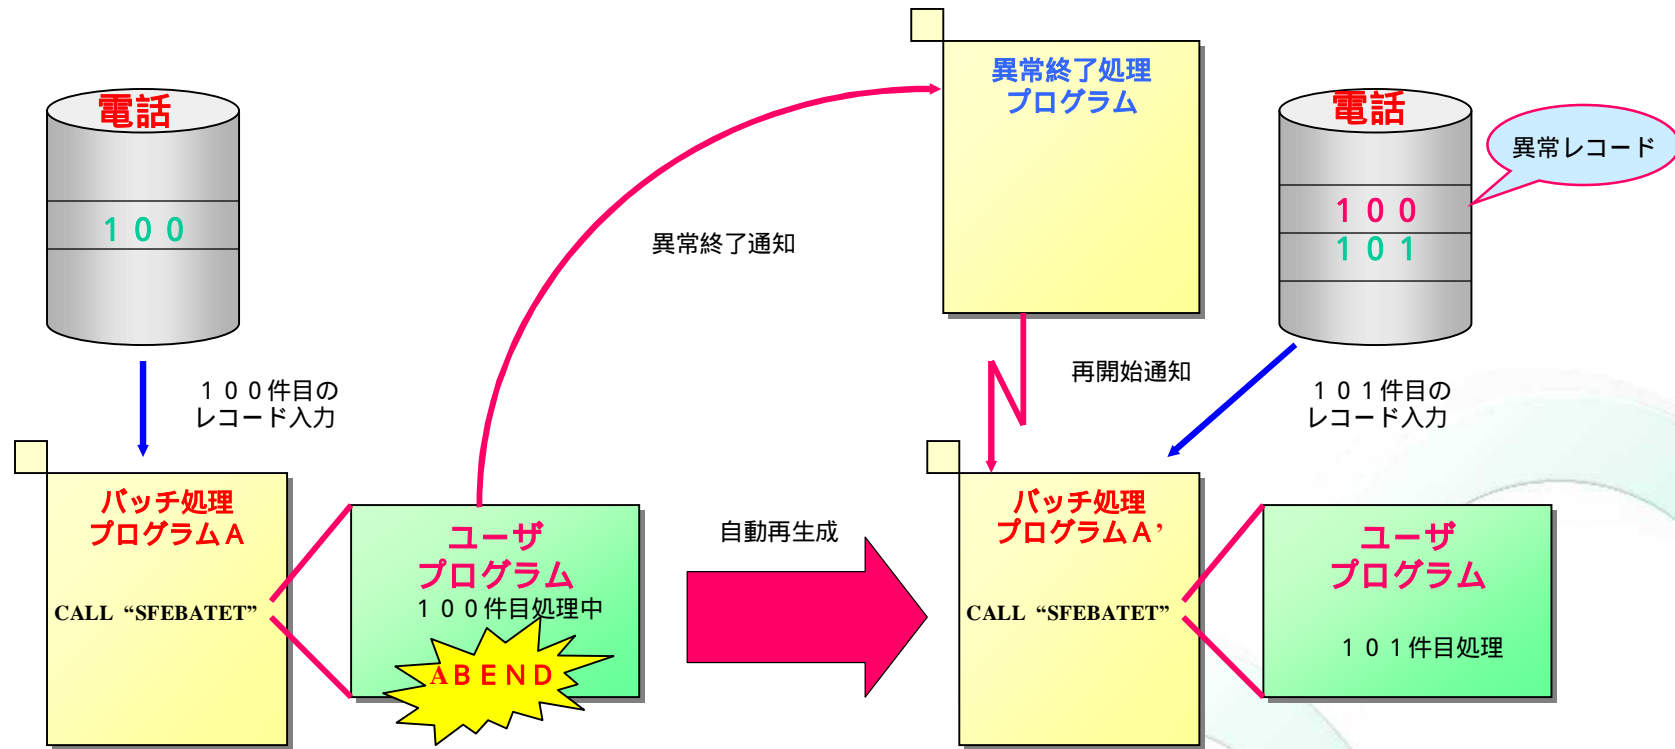 電話
１００
１００件目の
レコード入力
バッチ処理
プログラムＡ
CALL “SFEBATET”
ユーザ
プログラム
１００件目処理中
ＡＢＥＮＤ
異常終了通知
自動再生成
異常終了処理
プログラム
再開始通知
電話
異常レコード
１００
１０１
１０１件目の
レコード入力
バッチ処理
プログラムＡ’
CALL “SFEBATET”
ユーザ
プログラム
１０１件目処理